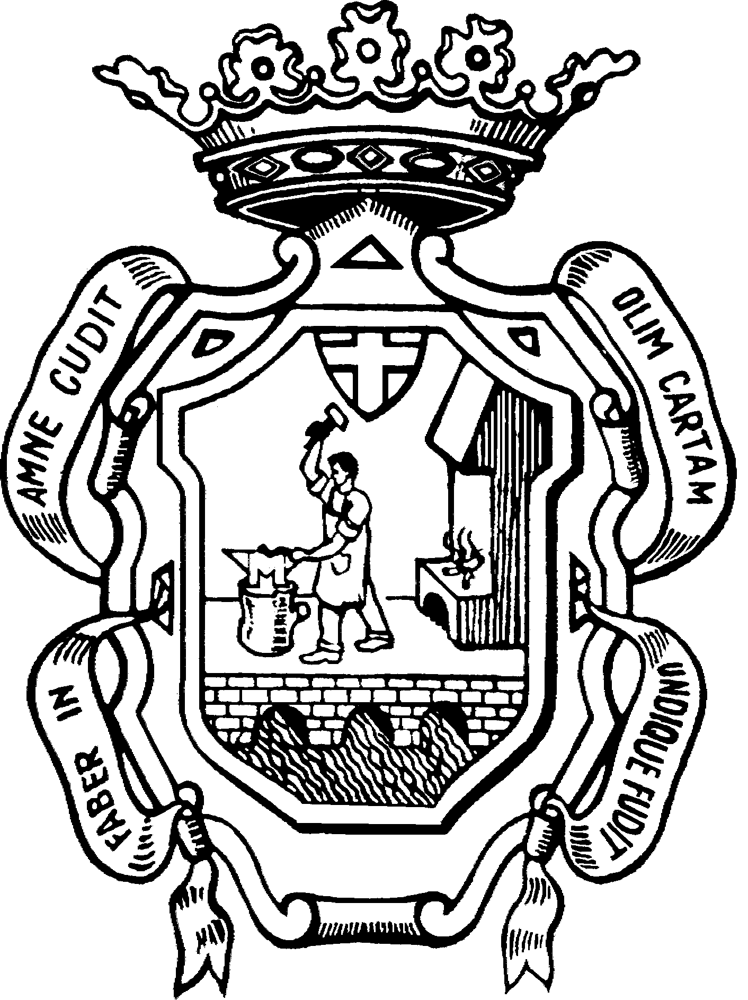 FABER IN
AMNE CUDIT
OLIM CARTAM
UNDIQUE FUDIT
M